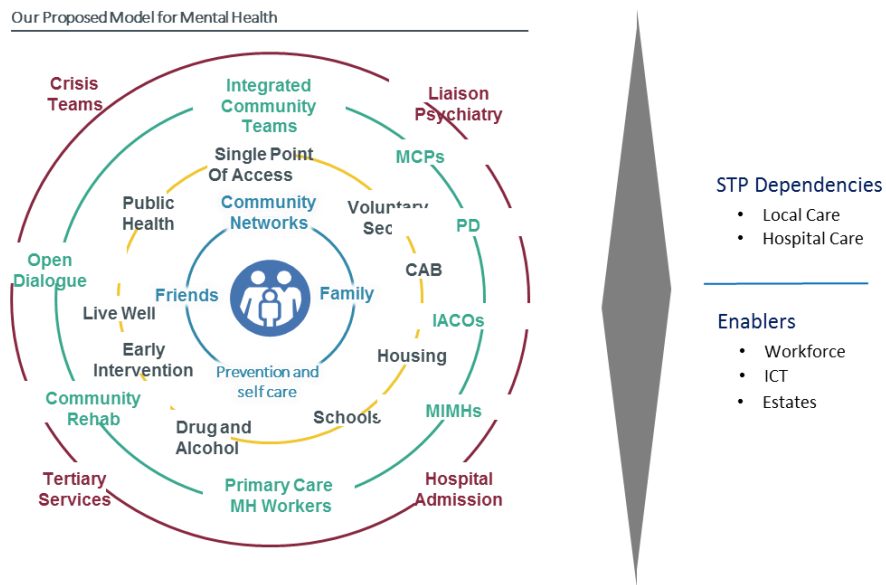 Our Proposed Model for Mental Health
Crisis
Teams
Integrated
Community
Teams
Liaison
Psychiatry
MCPs
Single Point
Of Access
Public
Health
Community
Networks
Voluntary
Sec
PD
Open
Dialogue
CAB
Friends
Family
Live Well
IACOs
Early
Intervention
Housing
Prevention and
self care
Community
Rehab
MIMHs
Schools
Drug and
Alcohol
Tertiary
Services
Primary Care
MH Workers
Hospital
Admission
STP Dependencies
• Local Care
• Hospital Care
Enablers
• Workforce
• ICT
• Estates